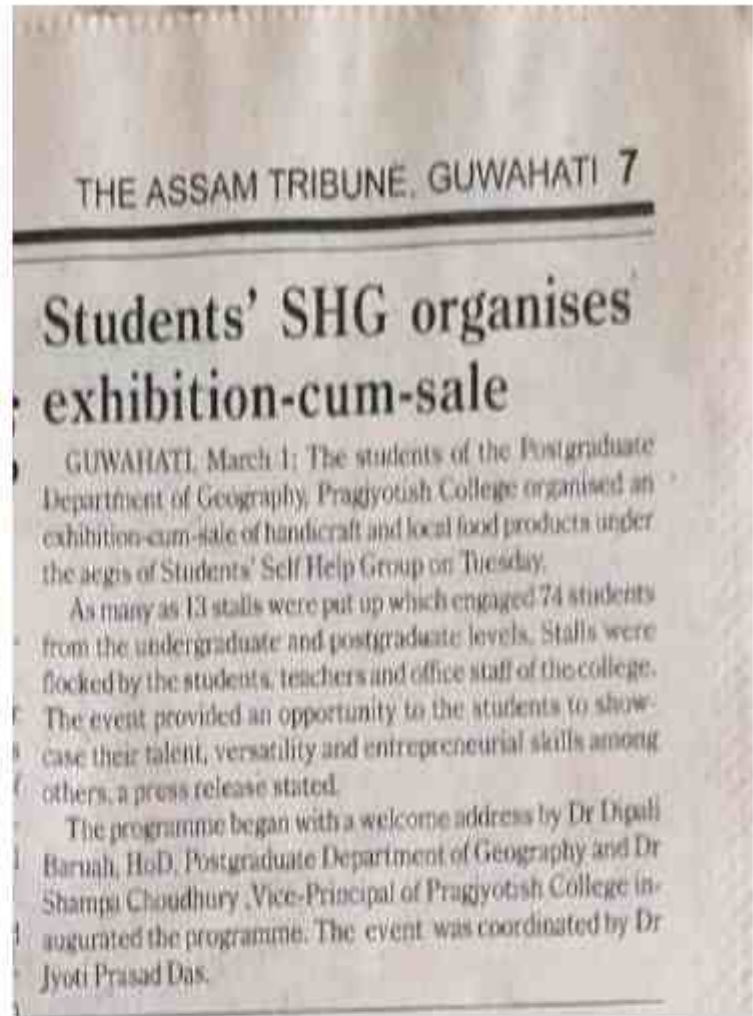 THE ASSAM TRIBUNE, GUWAHATI 7
Students' SHG organises
exhibition-cum-sale
GUWAHATI, March 1: The students of the Postgraduate
Department of Geography, Pragjyotish College organised an
exhibition-cum-sale of handicraft and local food products under
the aegis of Students' Self Help Group on Tuesday.
As many as 13 stalls were put up which engaged 74 students
from the undergraduate and postgraduate levels. Stalls were
flocked by the students, teachers and office staff of the college.
The event provided an opportunity to the students to show-
case their talent, versatility and entrepreneurial skills among
others, a press release stated.
The programme began with a welcome address by Dr Dipali
Baruah, HoD, Postgraduate Department of Geography and Dr
Shampa Choudhury ,Vice-Principal of Pragjyotish College in-
augurated the programme. The event was coordinated by Dr
Jyoti Prasad Das.